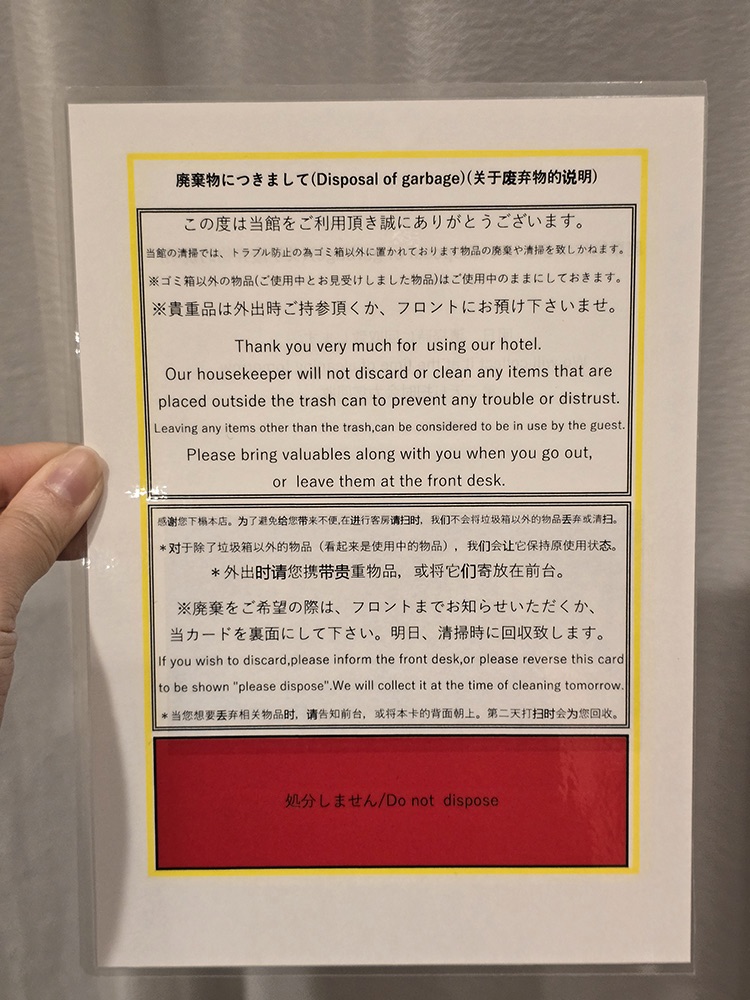 廃棄物につきまして(Disposal of garbage)(关于废弃物的说明)
この度は当館をご利用頂き誠にありがとうございます。
当館の清掃では、トラブル防止の為ゴミ箱以外に置かれております物品の廃棄や清掃を致しかねます。
※ゴミ箱以外の物品(ご使用中とお見受けしました物品)はご使用中のままにしておきます。
※貴重品は外出時ご持参頂くか、フロントにお預け下さいませ。
Thank you very much for using our hotel.
Our housekeeper will not discard or clean any items that are
placed outside the trash can to prevent any trouble or distrust.
Leaving any items other than the trash,can be considered to be in use by the guest.
Please bring valuables along with you when you go out,
or leave them at the front desk.
感谢您下榻本店。为了避免给您带来不便,在进行客房请扫时，我们不会将垃圾箱以外的物品丢弃或清扫。
＊对于除了垃圾箱以外的物品（看起来是使用中的物品），我们会让它保持原使用状态。
＊外出时请您携带贵重物品，或将它们寄放在前台。
※廃棄をご希望の際は、フロントまでお知らせいただくか、
当カードを裏面にして下さい。明日、清掃時に回収致します。
If you wish to discard,please inform the front desk,or please reverse this card
to be shown "please dispose".We will collect it at the time of cleaning tomorrow.
＊当您想要丢弃相关物品时，请告知前台，或将本卡的背面朝上。第二天打扫时会为您回收。
処分しません/Do not dispose